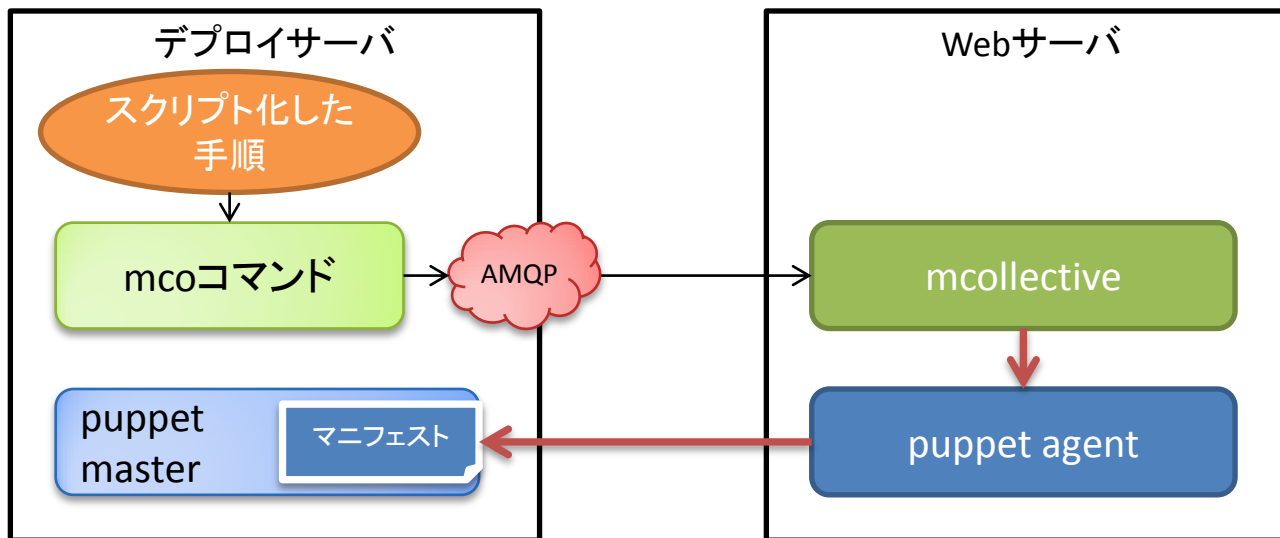 デプロイサーバ
スクリプト化した
手順
mcoコマンド
AMQP
puppet
master
マニフェスト
Webサーバ
mcollective
puppet agent